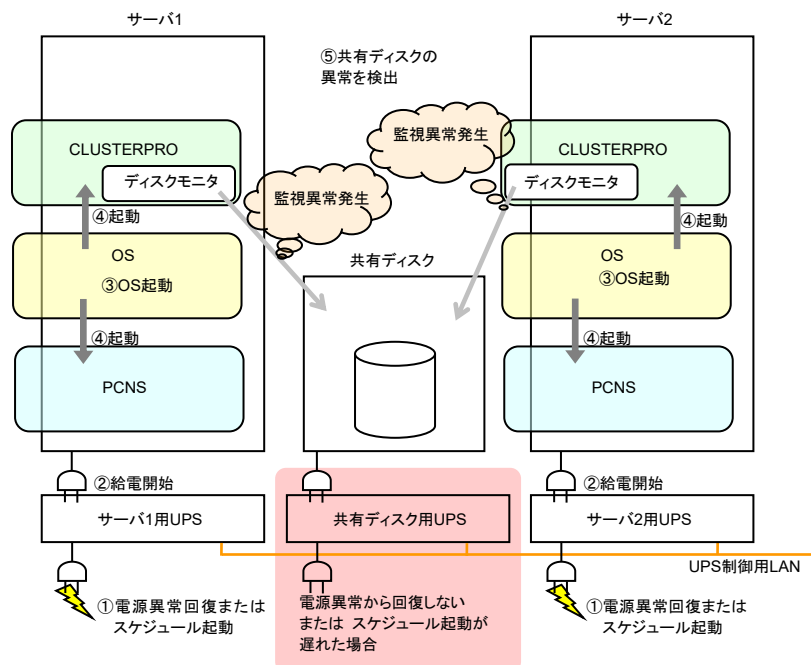 サーバ1
サーバ2
⑤共有ディスクの
異常を検出
監視異常発生
CLUSTERPRO
ディスクモニタ
監視異常発生
CLUSTERPRO
ディスクモニタ
④起動
④起動
OS
③OS起動
共有ディスク
OS
③OS起動
④起動
④起動
PCNS
PCNS
②給電開始
②給電開始
サーバ1用UPS
共有ディスク用UPS
サーバ2用UPS
UPS制御用LAN
①電源異常回復または
スケジュール起動
電源異常から回復しない
または スケジュール起動が
遅れた場合
①電源異常回復または
スケジュール起動